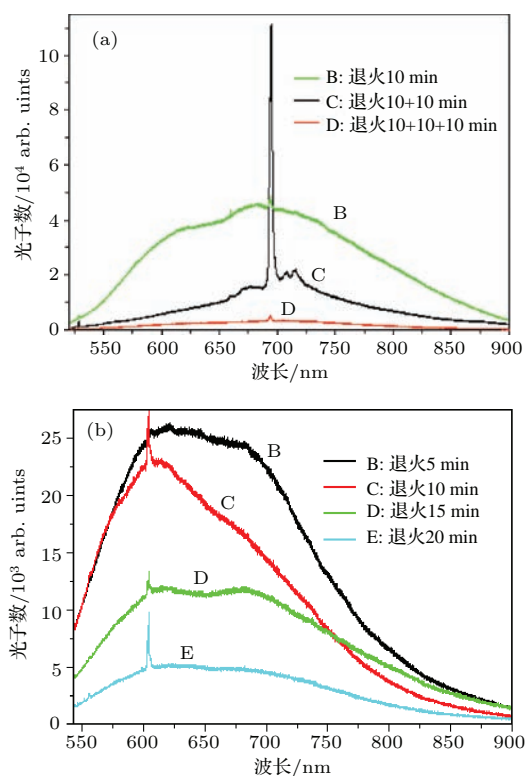 (a)
B: 退火10 min
C: 退火10+10 min
D: 退火10+10+10 min
光子数/10⁴ arb. uints
10
8
6
4
2
0
B
C
D
550 600 650 700 750 800 850 900
波长/nm
(b)
B: 退火5 min
C: 退火10 min
D: 退火15 min
E: 退火20 min
光子数/10³ arb. uints
25
20
15
10
5
0
B
C
D
E
550 600 650 700 750 800 850 900
波长/nm